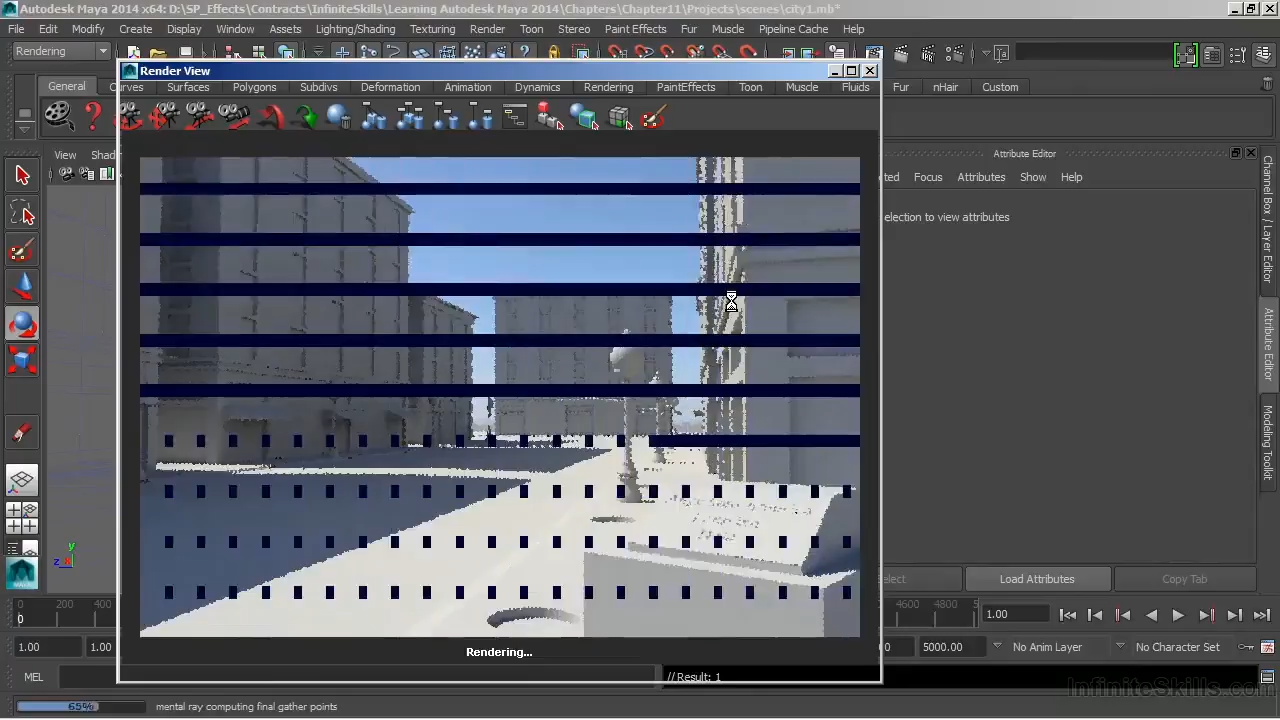 Autodesk Maya 2014 x64: D:\SP_Effects\Contracts\InfiniteSkills\Learning Autodesk Maya 2014\Chapters\Chapter11\Projects\scenes\city1.mb*
File Edit Modify Create Display Window Assets Lighting/Shading Texturing Render Toon Stereo Paint Effects Fur Muscle Pipeline Cache Help
Rendering
Render View
General Curves Surfaces Polygons Subdivs Deformation Animation Dynamics Rendering PaintEffects Toon Muscle Fluids Fur nHair Custom
View Shad
Attribute Editor
ted Focus Attributes Show Help
election to view attributes
Channel Box / Layer Editor
Attribute Editor
Modeling Toolkit
y
z x
Rendering...
elect Load Attributes Copy Tab
0 200 400 4600 4800 5 1.00
0
1.00 1.00 0 5000.00 No Anim Layer No Character Set
MEL // Result: 1
InfiniteSkills.com
65% mental ray computing final gather points